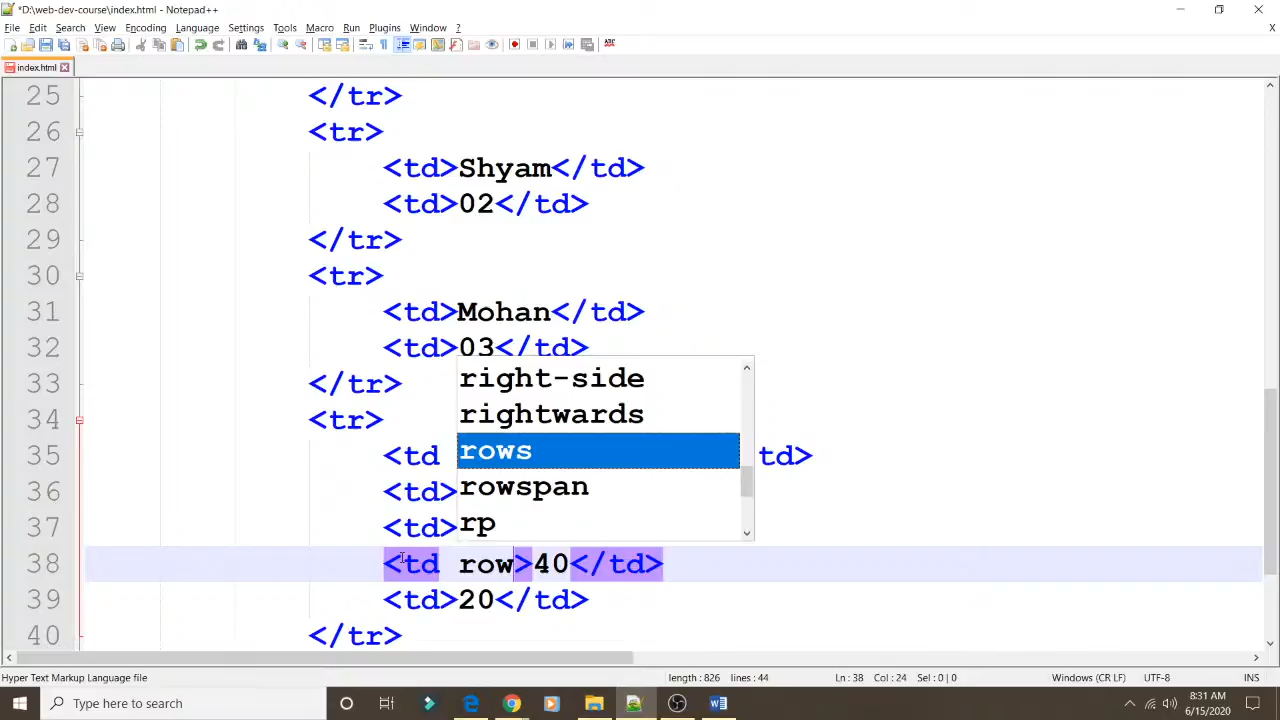 *D:\web-dev-course\index.html - Notepad++
File Edit Search View Encoding Language Settings Tools Macro Run Plugins Window ?
X
ABC
index.html
25 </tr>
26 <tr>
27 <td>Shyam</td>
28 <td>02</td>
29 </tr>
30 <tr>
31 <td>Mohan</td>
32 <td>03</td>
right-side
33 </tr>
rightwards
34 <tr>
rows
35 <td td>
rowspan
36 <td>
rp
37 <td>
38 <td row>40</td>
39 <td>20</td>
40 </tr>
Hyper Text Markup Language file length : 826 lines : 44 Ln : 38 Col : 24 Sel : 0 | 0 Windows (CR LF) UTF-8 INS
Type here to search
8:31 AM
6/15/2020